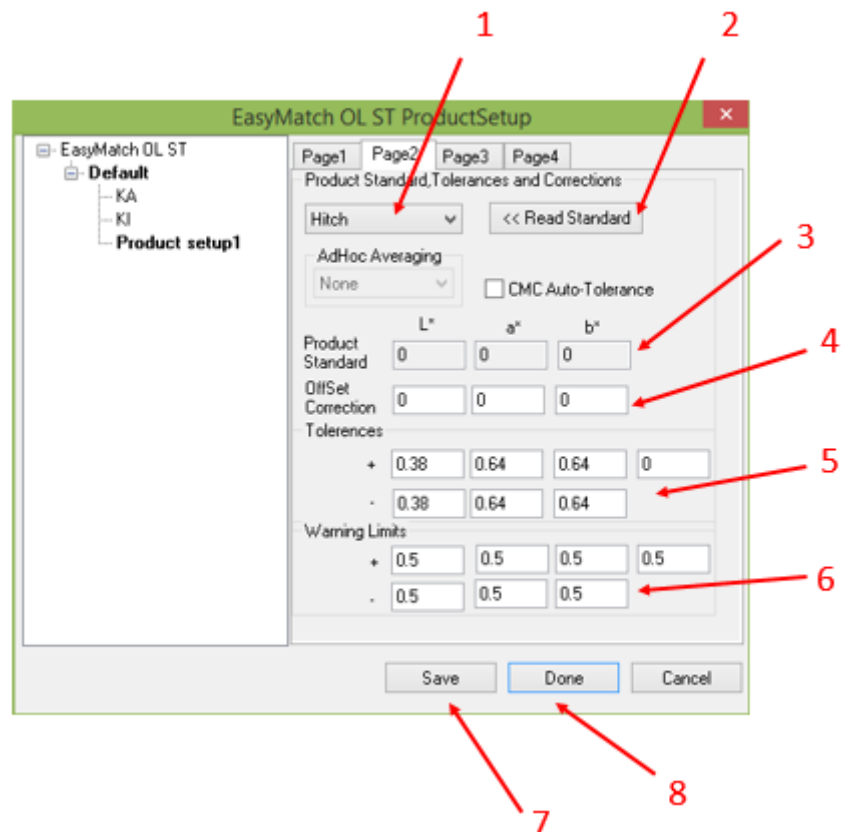 1 2
EasyMatch OL ST ProductSetup
EasyMatch OL ST
Default
KA
KI
Product setup1
Page1 Page2 Page3 Page4
Product Standard,Tolerances and Corrections
Hitch << Read Standard
AdHoc Averaging
None CMC Auto-Tolerance
3
L* a* b*
Product Standard 0 0 0
4
OffSet Correction 0 0 0
Tolerences
+ 0.38 0.64 0.64 0
5
- 0.38 0.64 0.64
Warning Limits
+ 0.5 0.5 0.5 0.5
6
- 0.5 0.5 0.5
Save Done Cancel
7 8